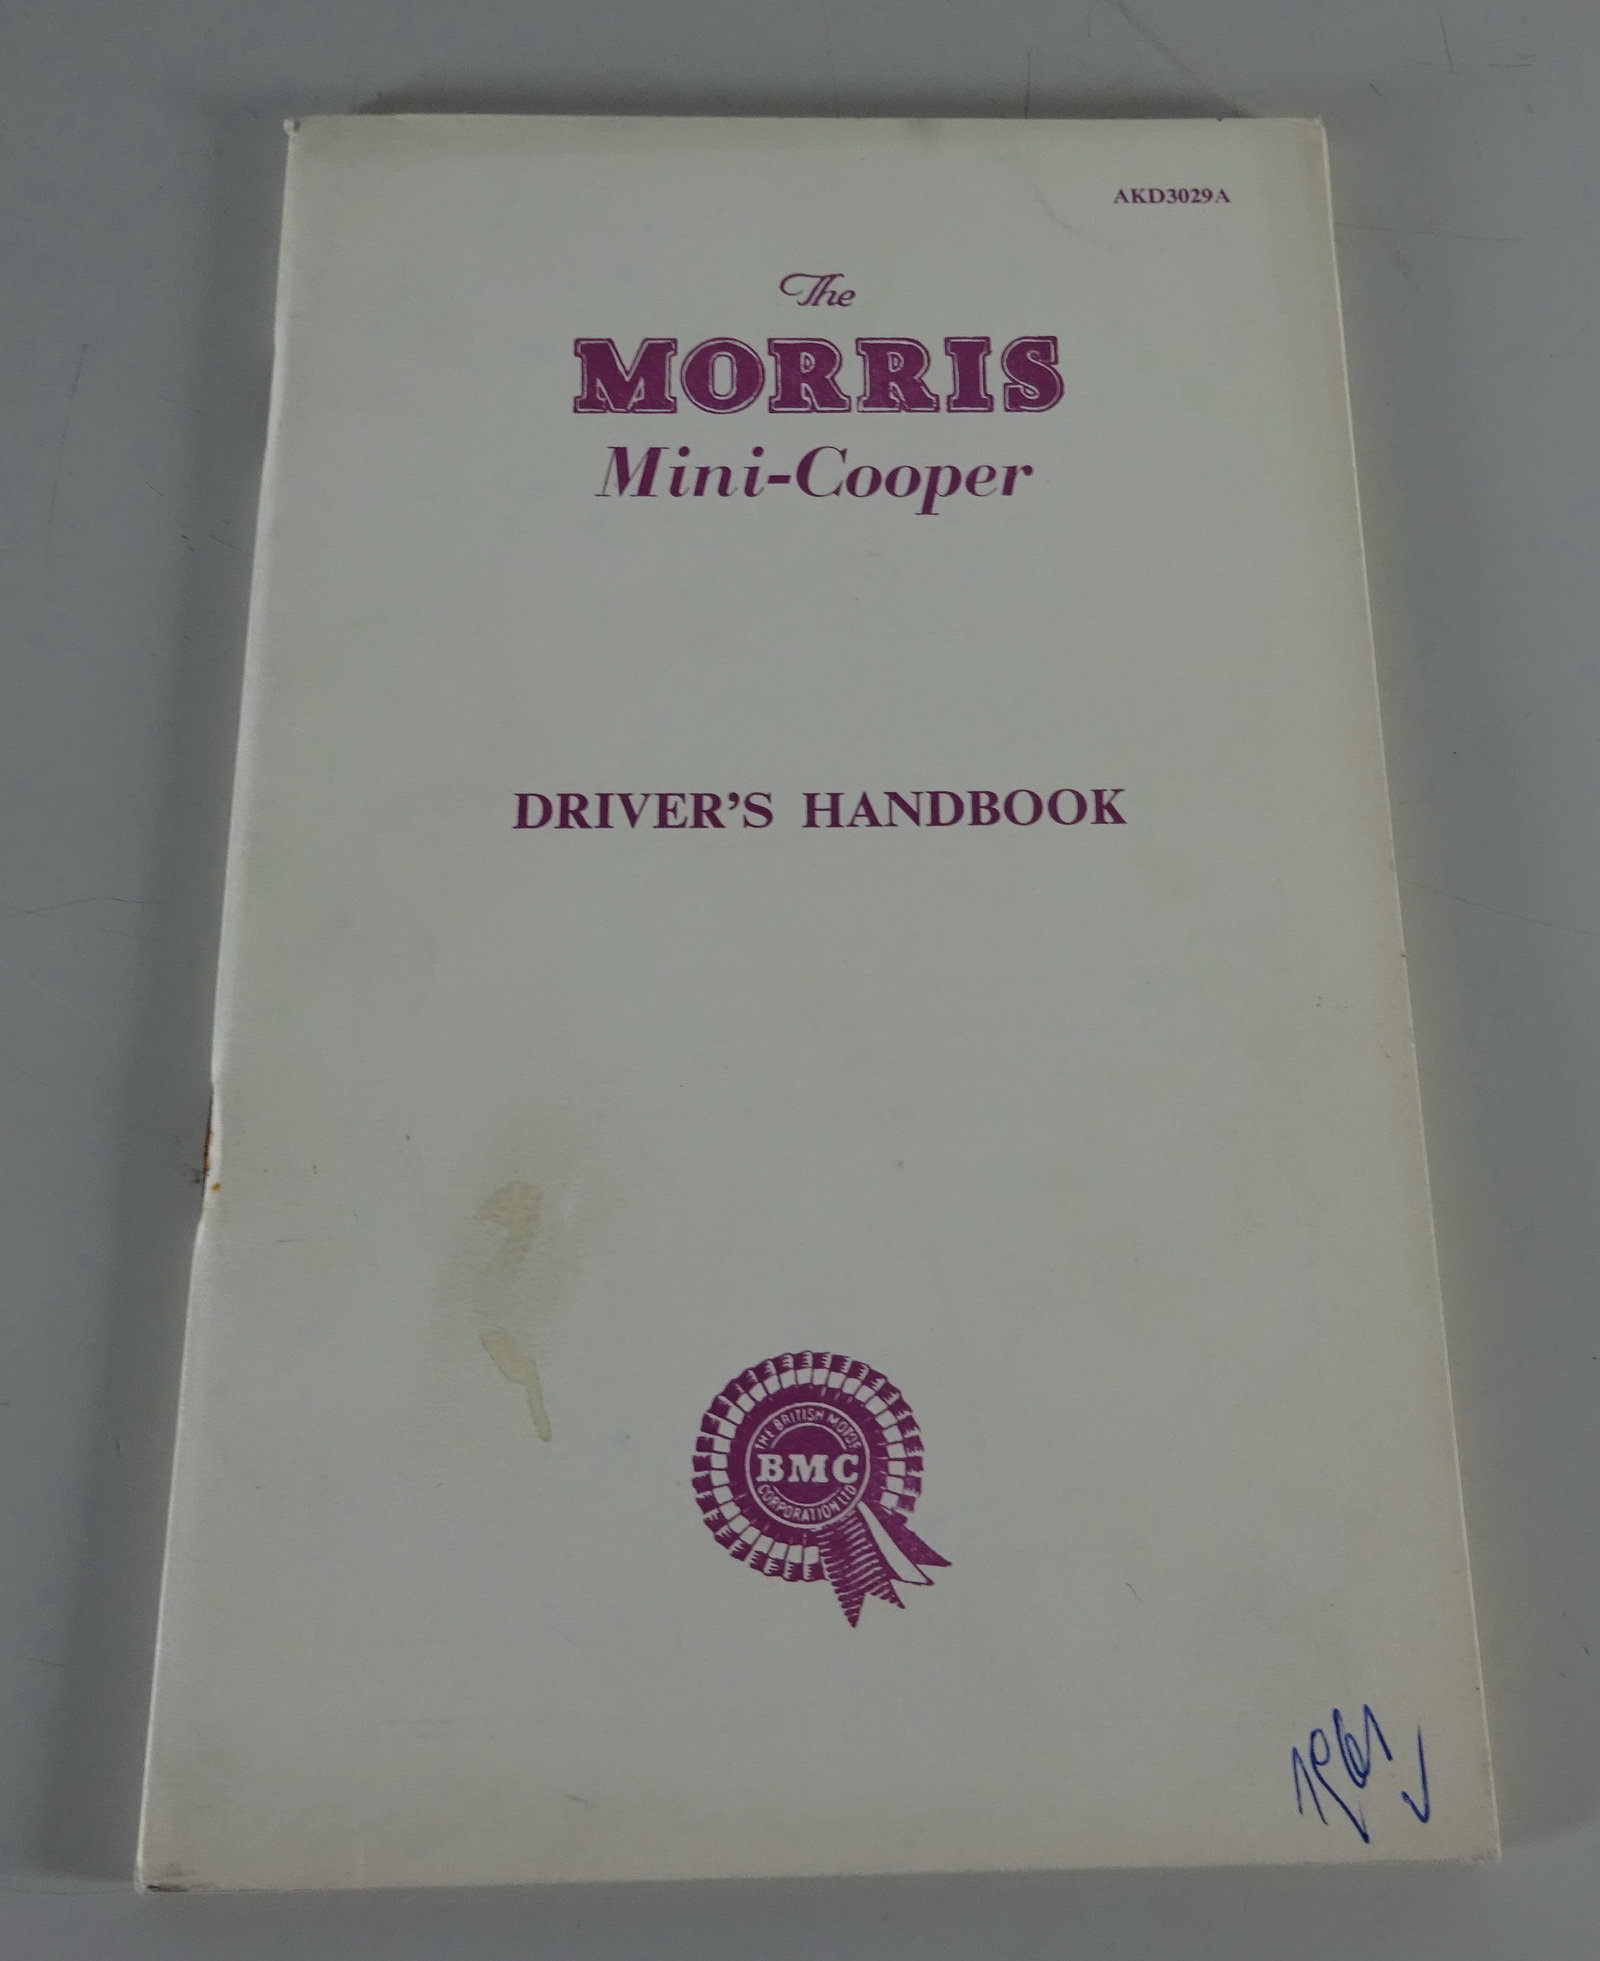 AKD3029A
The
MORRIS
Mini-Cooper
DRIVER'S HANDBOOK
THE BRITISH MOTOR
BMC
CORPORATION LTD
1961